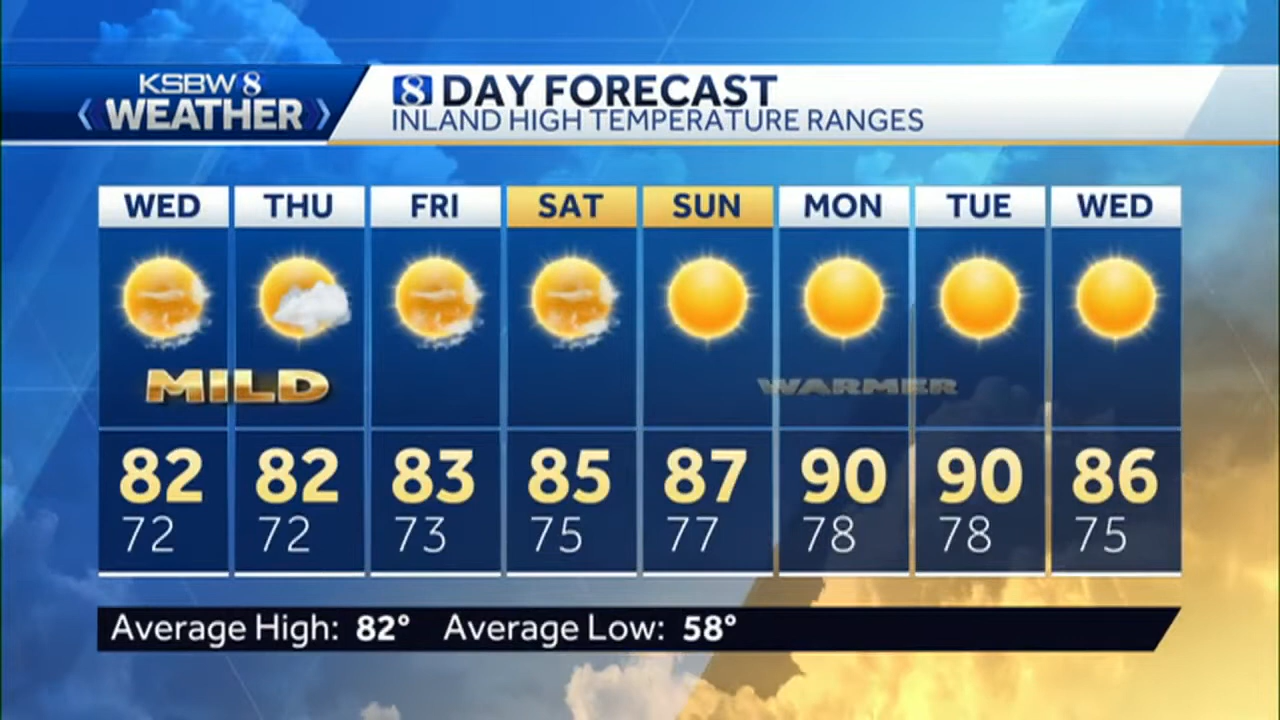 KSBW 8
WEATHER
8 DAY FORECAST
INLAND HIGH TEMPERATURE RANGES
WED THU FRI SAT SUN MON TUE WED
MILD WARMER
82 82 83 85 87 90 90 86
72 72 73 75 77 78 78 75
Average High: 82° Average Low: 58°